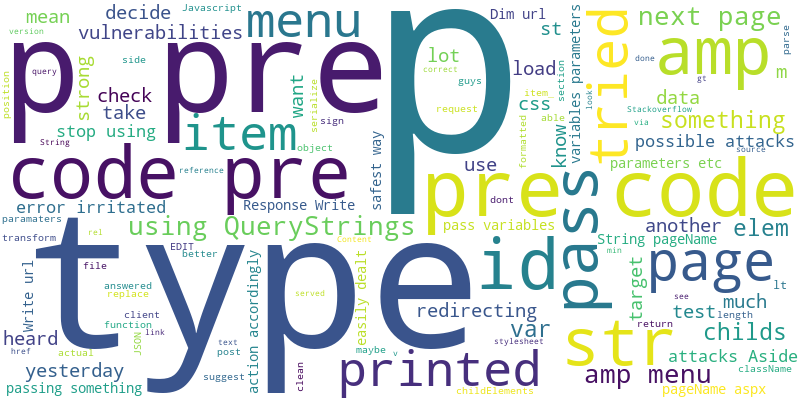 p
pre
p
type
code pre
pre
code
pre
item
menu
amp
tried
pass
id
str
page
printed
using QueryStrings
decide
Javascript
mean
vulnerabilities
version
side
query
position
strong
check
take
want
serialize
stop using
sign
String
object
reference
safest way
error irritated
Response Write
Dim url
st
lot
load
correct
guys
css
request
item
able
formatted
section
know
use
dont
variables parameters
look
done
next page
m
gt
parse
data
Stackoverflow
something
via
possible attacks
source
parameters etc
another
elem
String pageName
min
target
lt
see
test
much
length
return
childs
attacks Aside
className
amp menu
pageName aspx
paramaters
rel
transform
EDIT
better
Write url
file
answered
replace
client
function
JSON
link
heard
href
actual
yesterday
passing something
text
post
suggest
action accordingly
Content
served
clean
easily dealt
maybe
v
pass variables
redirecting
var
stylesheet
childElements